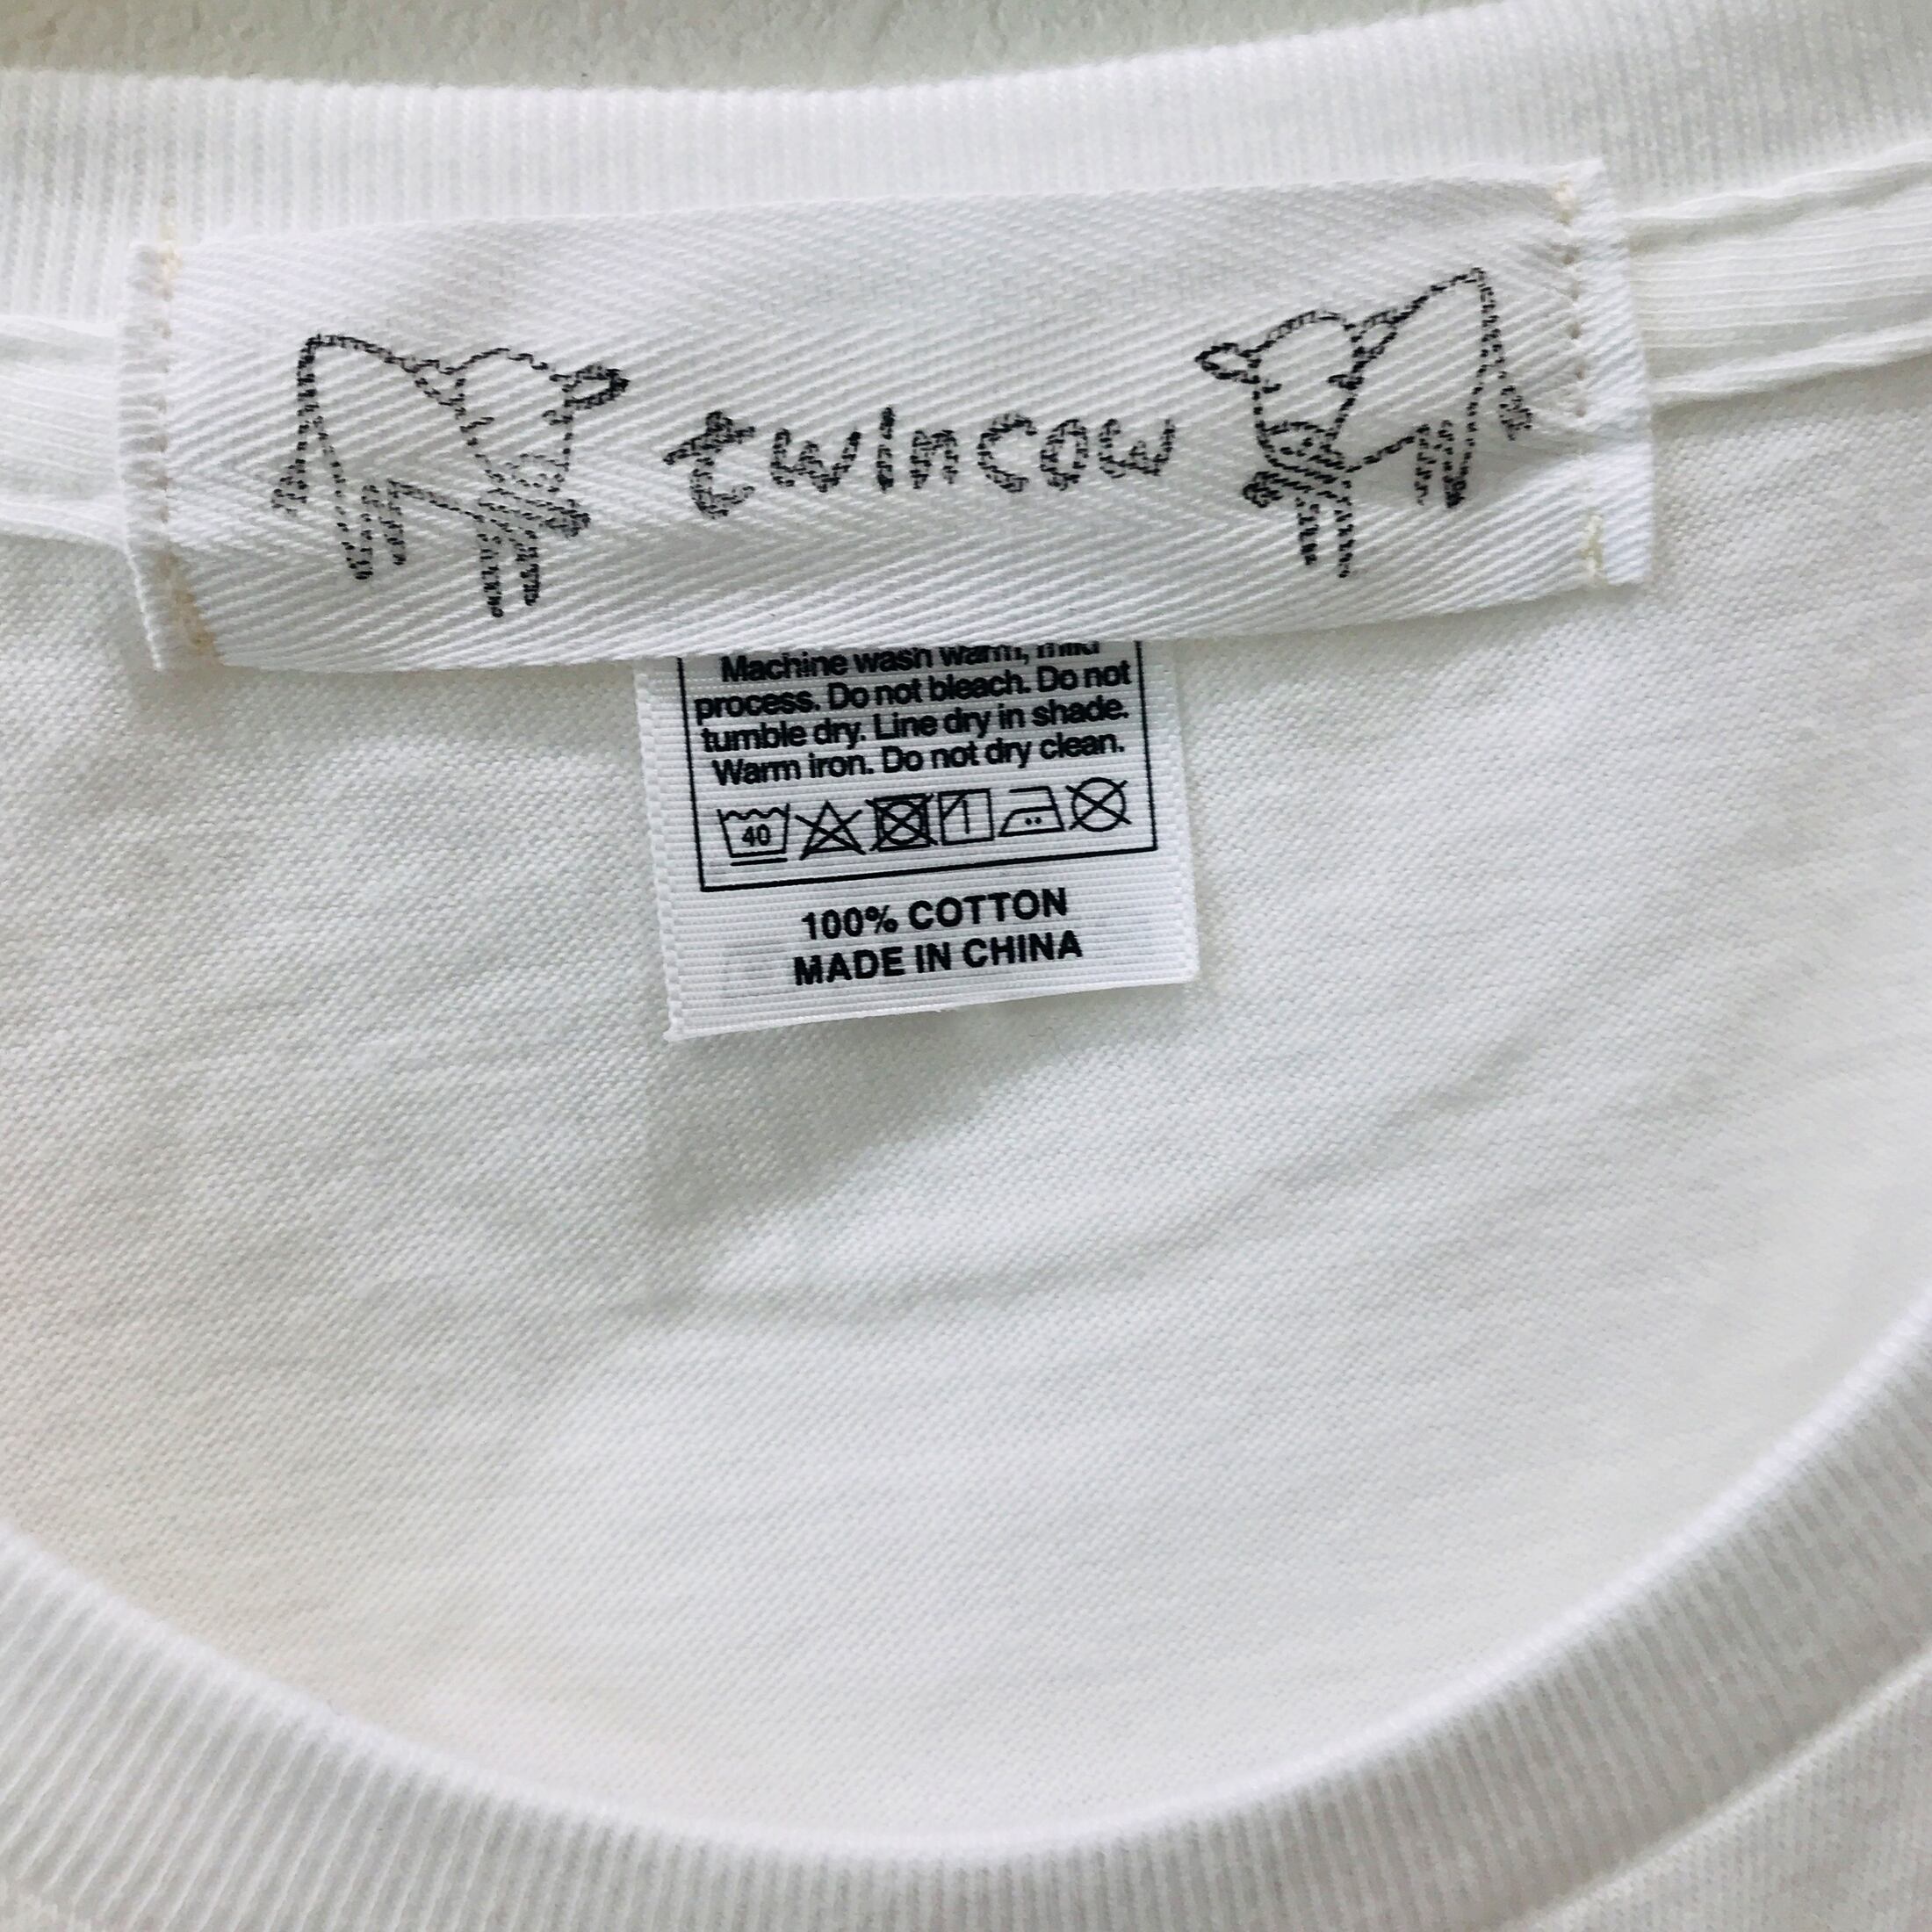 twincow
Machine wash warm, mild
process. Do not bleach. Do not
tumble dry. Line dry in shade.
Warm iron. Do not dry clean.
40
100% COTTON
MADE IN CHINA